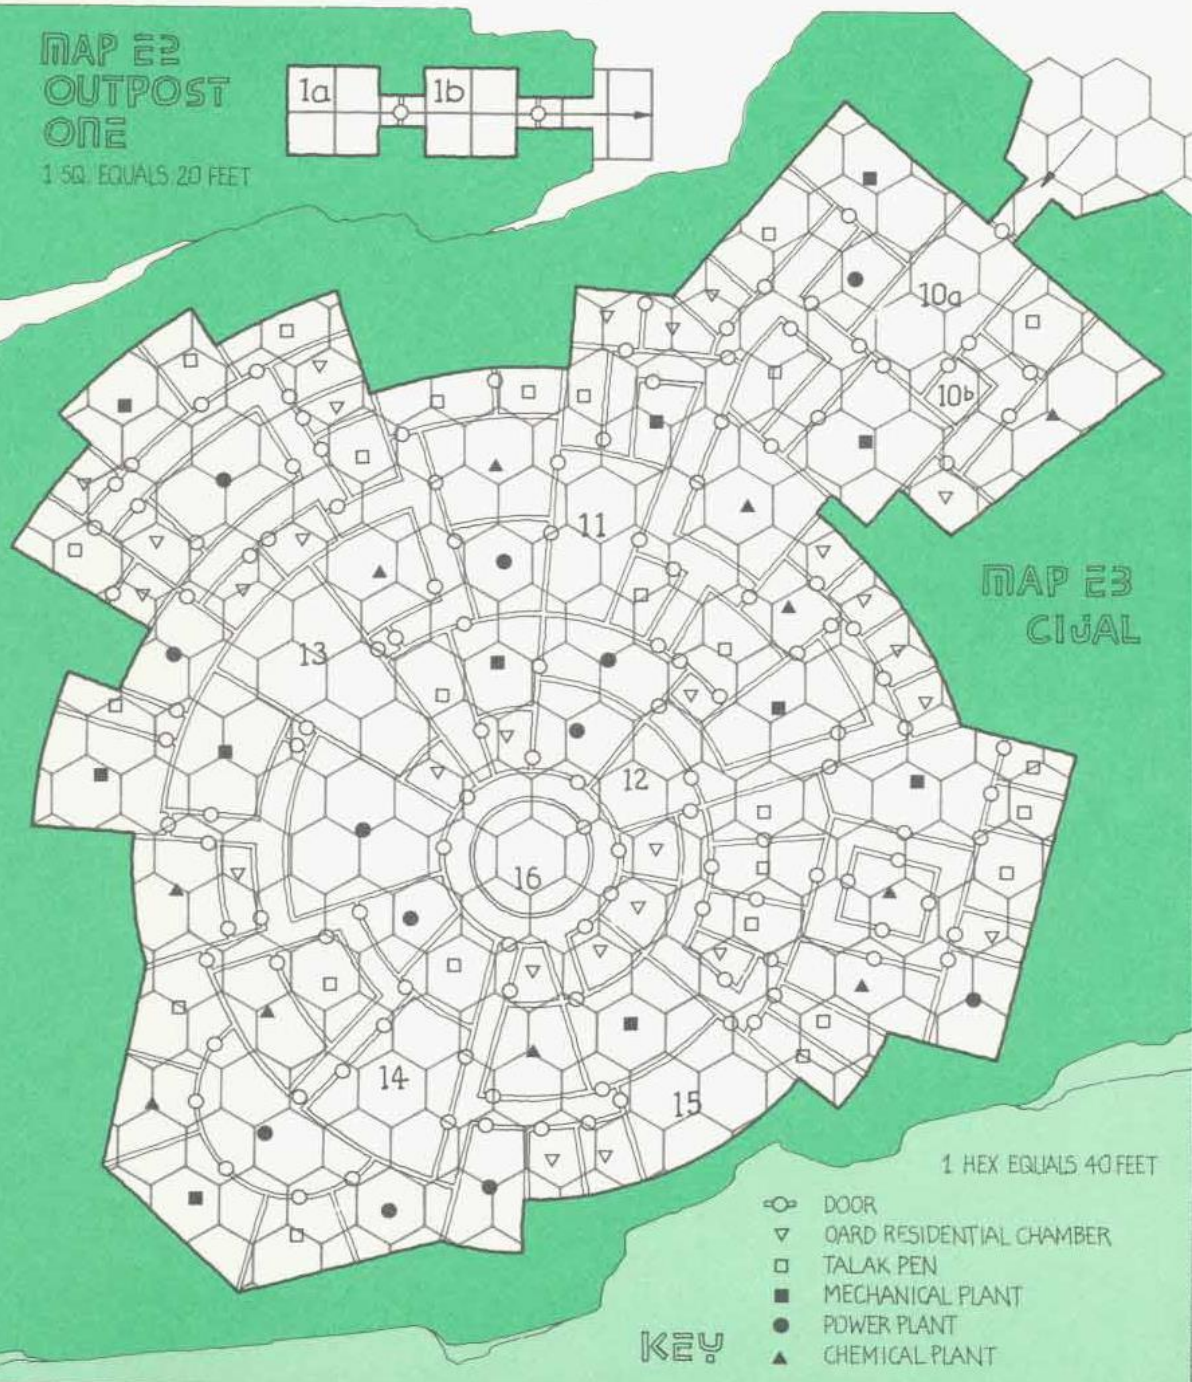 MAP E2
OUTPOST
ONE
1 SQ. EQUALS 20 FEET
1a
1b
10a
10b
11
MAP E3
CIJAL
13
12
16
14
15
1 HEX EQUALS 40 FEET
DOOR
OARD RESIDENTIAL CHAMBER
TALAK PEN
MECHANICAL PLANT
POWER PLANT
CHEMICAL PLANT
KEY